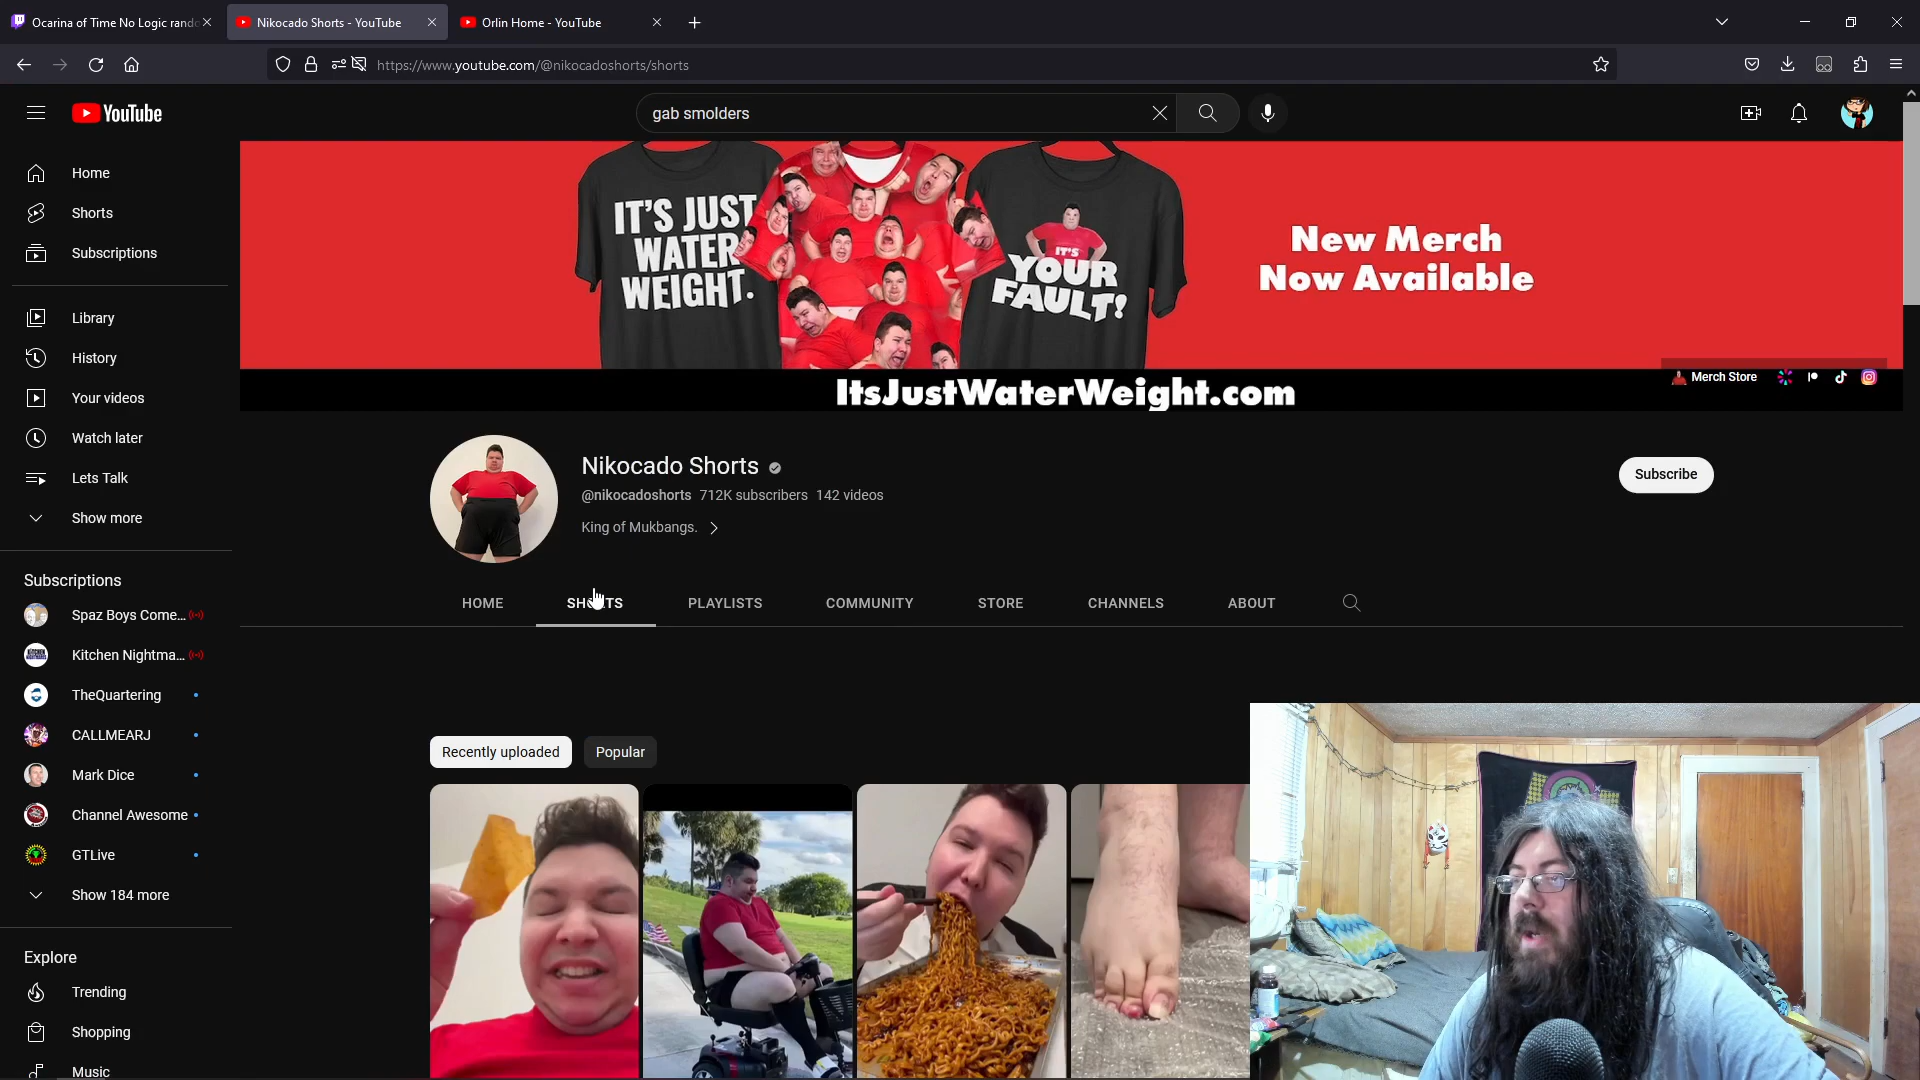 Ocarina of Time No Logic rando
Nikocado Shorts - YouTube
Orlin Home - YouTube
https://www.youtube.com/@nikocadoshorts/shorts
YouTube
gab smolders
Home
Shorts
Subscriptions
Library
History
Your videos
Watch later
Lets Talk
Show more
Subscriptions
Spaz Boys Come...
Kitchen Nightma...
TheQuartering
CALLMEARJ
Mark Dice
Channel Awesome
GTLive
Show 184 more
Explore
Trending
Shopping
Music
IT'S JUST
WATER
WEIGHT.
IT'S
YOUR
FAULT!
New Merch
Now Available
ItsJustWaterWeight.com
Merch Store
Nikocado Shorts
@nikocadoshorts 712K subscribers 142 videos
King of Mukbangs.
Subscribe
HOME SHORTS PLAYLISTS COMMUNITY STORE CHANNELS ABOUT
Recently uploaded Popular